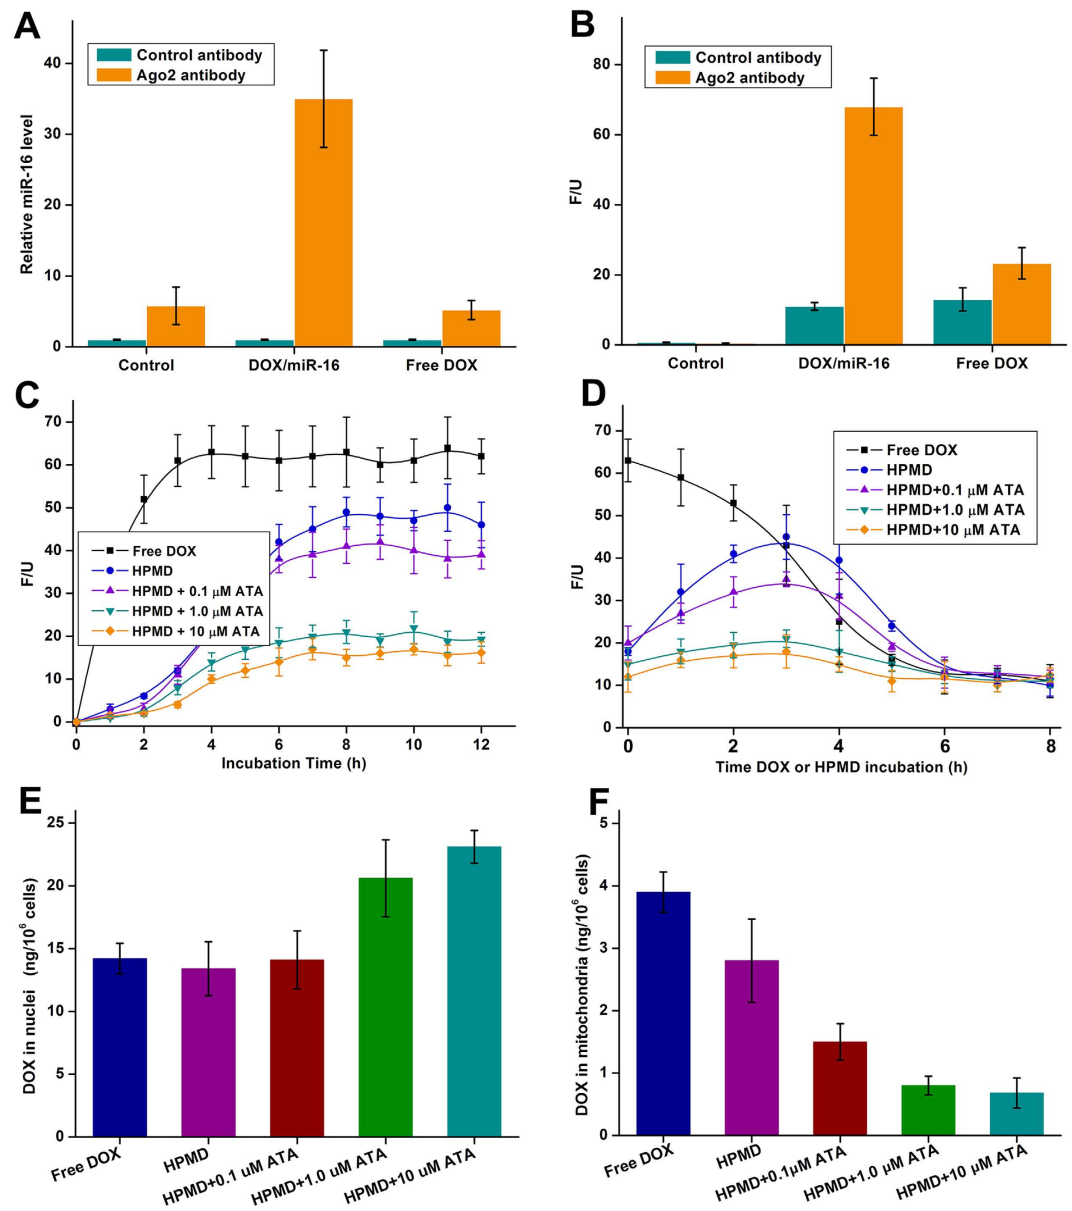 A
Control antibody
Ago2 antibody
Relative miR-16 level
40
30
20
10
0
Control
DOX/miR-16
Free DOX
B
Control antibody
Ago2 antibody
F/U
80
60
40
20
0
Control
DOX/miR-16
Free DOX
C
F/U
70
60
50
40
30
20
10
0
Free DOX
HPMD
HPMD + 0.1 μM ATA
HPMD + 1.0 μM ATA
HPMD + 10 μM ATA
0 2 4 6 8 10 12
Incubation Time (h)
D
F/U
70
60
50
40
30
20
10
0
Free DOX
HPMD
HPMD+0.1 μM ATA
HPMD+1.0 μM ATA
HPMD+10 μM ATA
0 2 4 6 8
Time DOX or HPMD incubation (h)
E
DOX in nuclei (ng/10⁶ cells)
25
20
15
10
5
0
Free DOX
HPMD
HPMD+0.1 uM ATA
HPMD+1.0 uM ATA
HPMD+10 uM ATA
F
DOX in mitochondria (ng/10⁶ cells)
5
4
3
2
1
0
Free DOX
HPMD
HPMD+0.1μM ATA
HPMD+1.0 μM ATA
HPMD+10 μM ATA